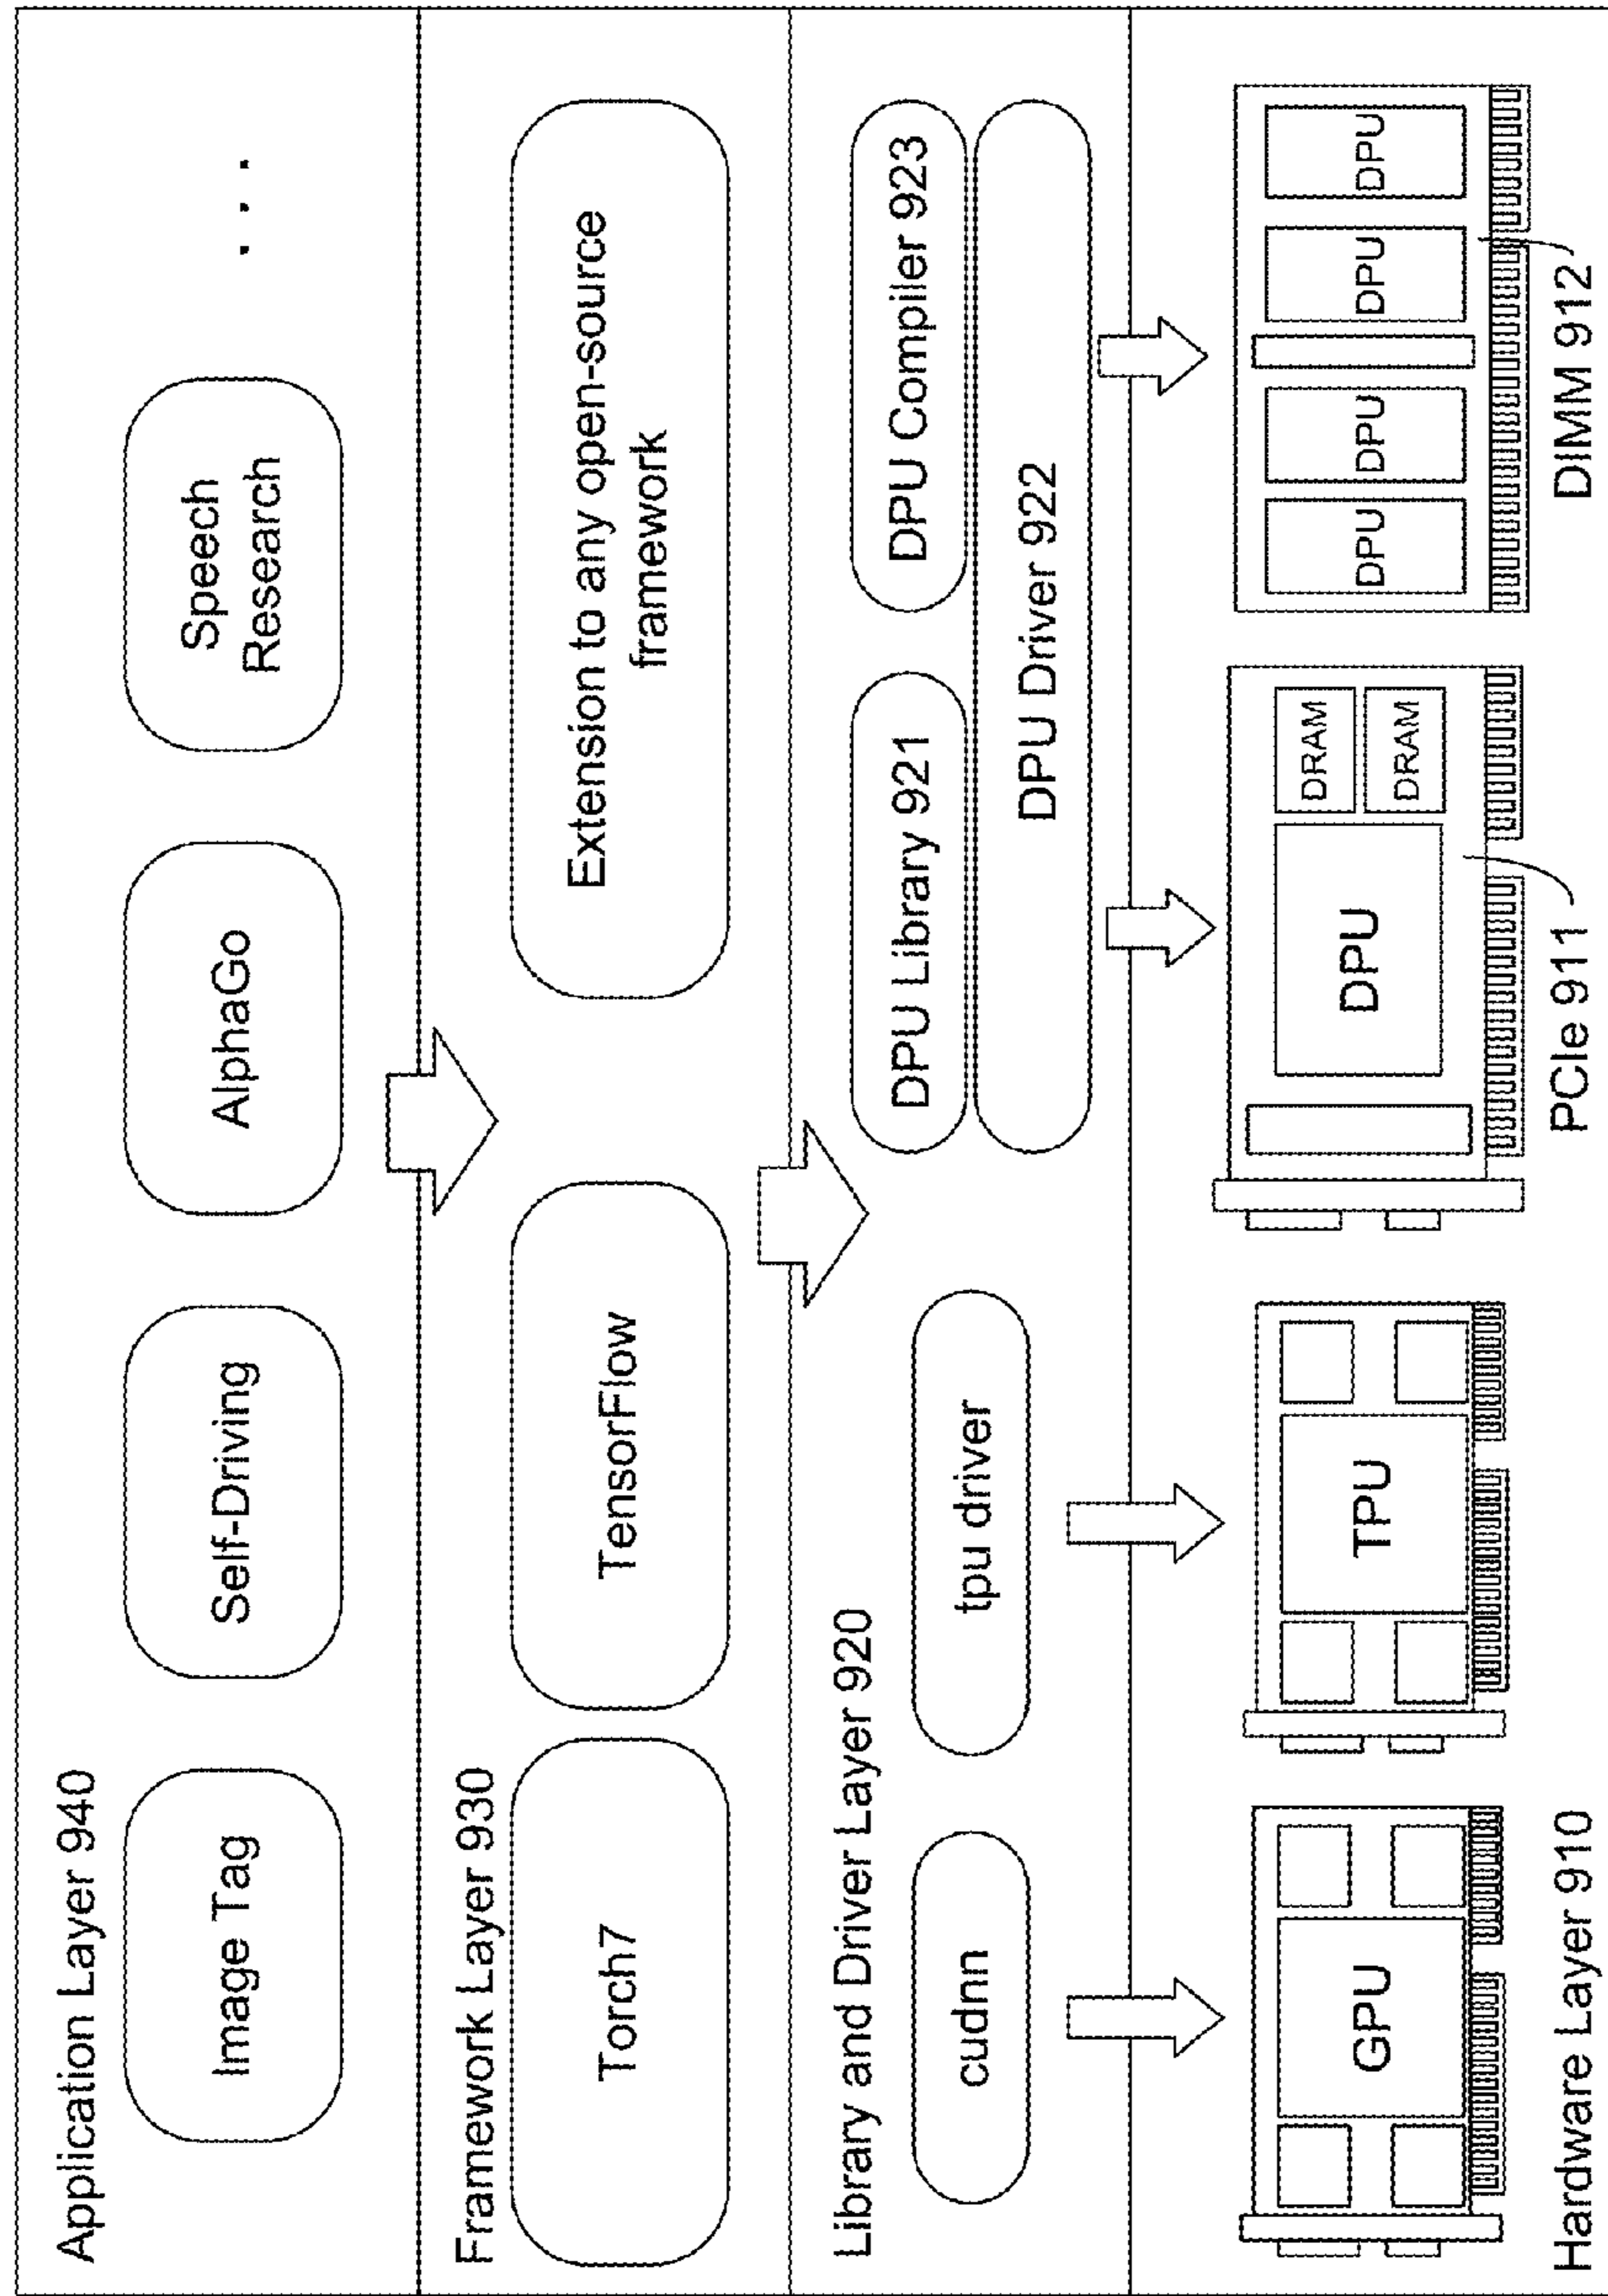 Application Layer 940
Image Tag
Self-Driving
AlphaGo
Speech
Research
. . .
Framework Layer 930
Torch7
TensorFlow
Extension to any open-source
framework
Library and Driver Layer 920
cudnn
tpu driver
DPU Library 921
DPU Compiler 923
DPU Driver 922
GPU
TPU
DPU
DRAM
DRAM
DPU
DPU
DPU
DPU
Hardware Layer 910
PCIe 911
DIMM 912